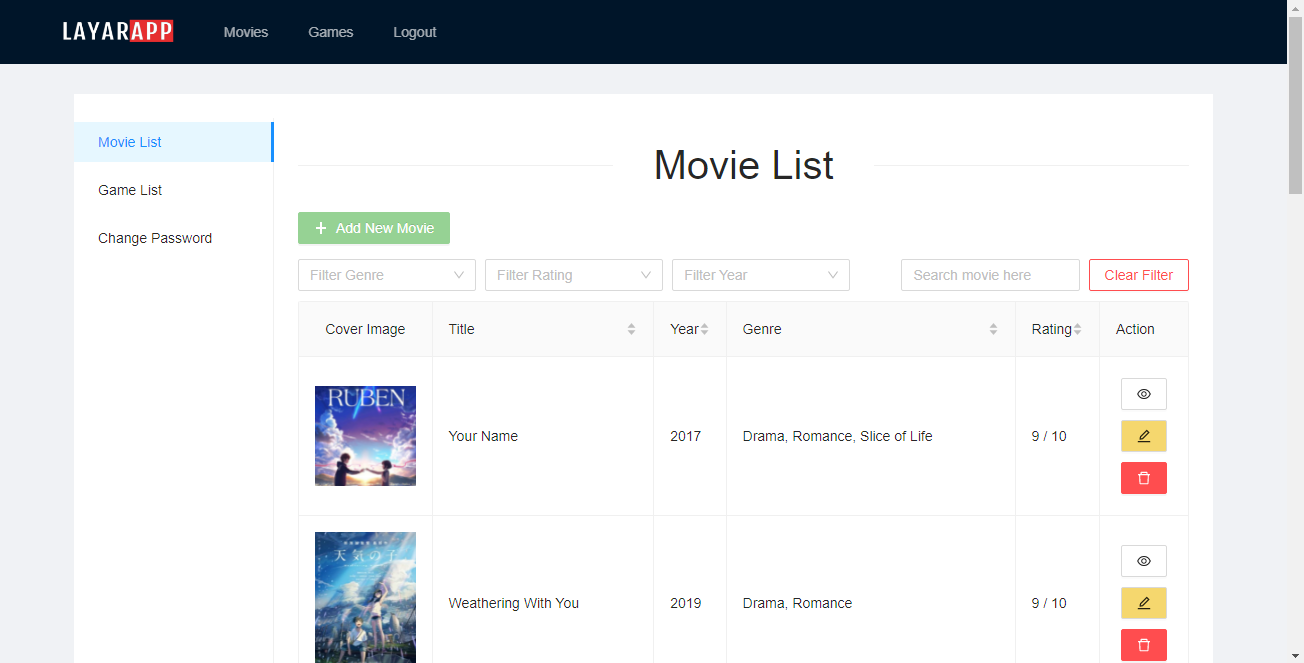 LAYARAPP Movies Games Logout
Movie List
Game List
Change Password
Movie List
+ Add New Movie
Filter Genre Filter Rating Filter Year Search movie here Clear Filter
Cover Image Title Year Genre Rating Action
RUBEN
Your Name 2017 Drama, Romance, Slice of Life 9 / 10
天気の子
Weathering With You 2019 Drama, Romance 9 / 10